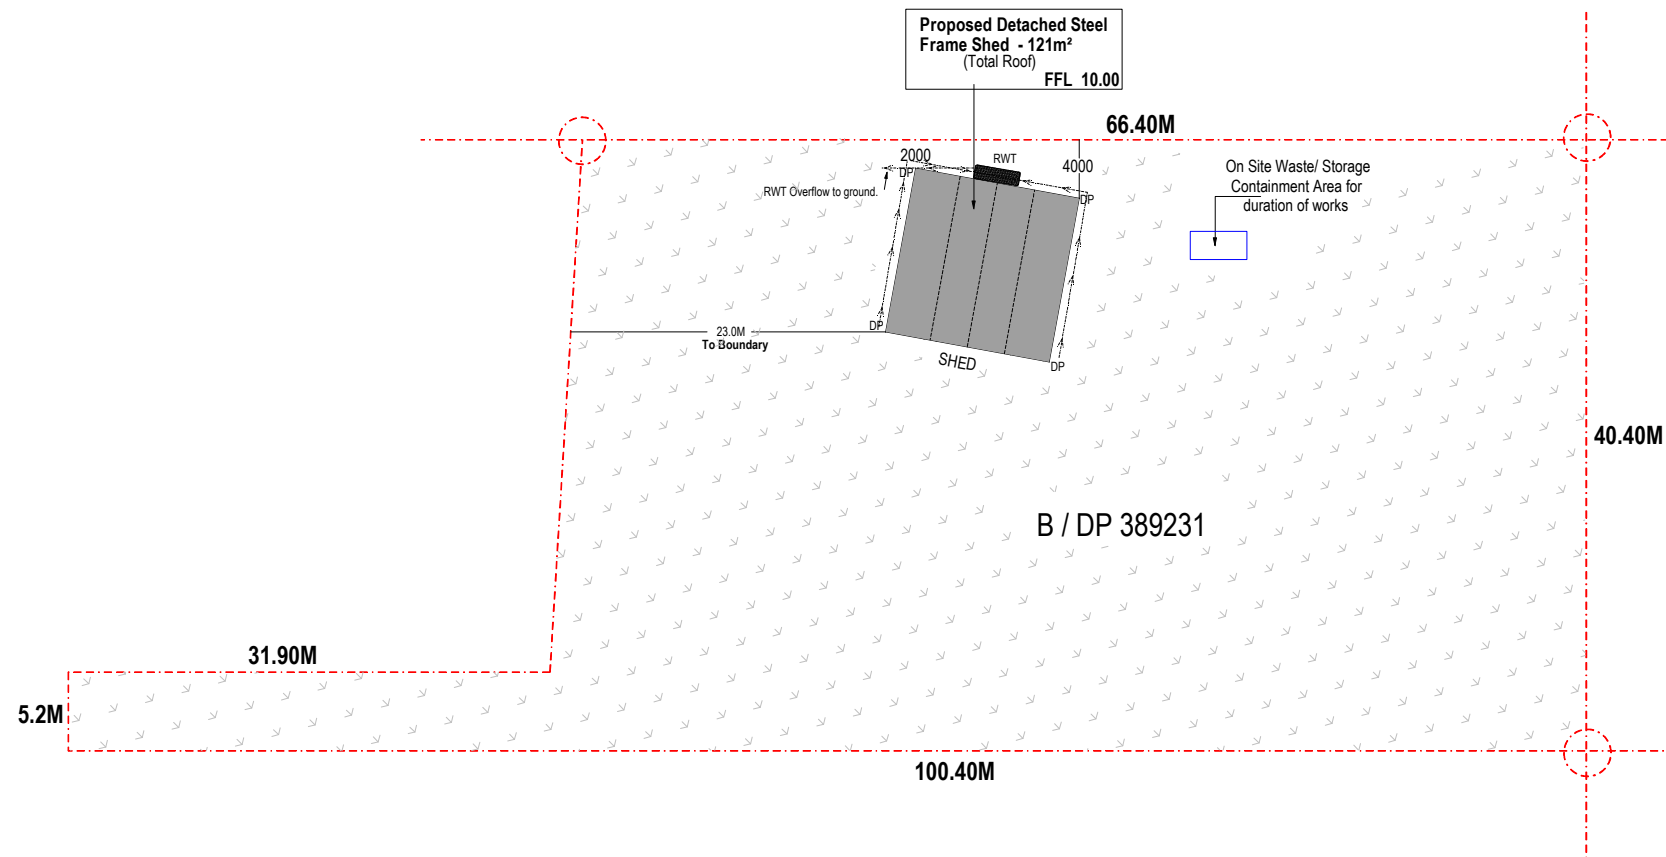 Proposed Detached Steel
Frame Shed - 121m²
(Total Roof)
FFL 10.00
66.40M
2000
RWT
4000
DP
DP
RWT Overflow to ground.
On Site Waste/ Storage
Containment Area for
duration of works
23.0M
To Boundary
DP
SHED
DP
40.40M
B / DP 389231
31.90M
5.2M
100.40M